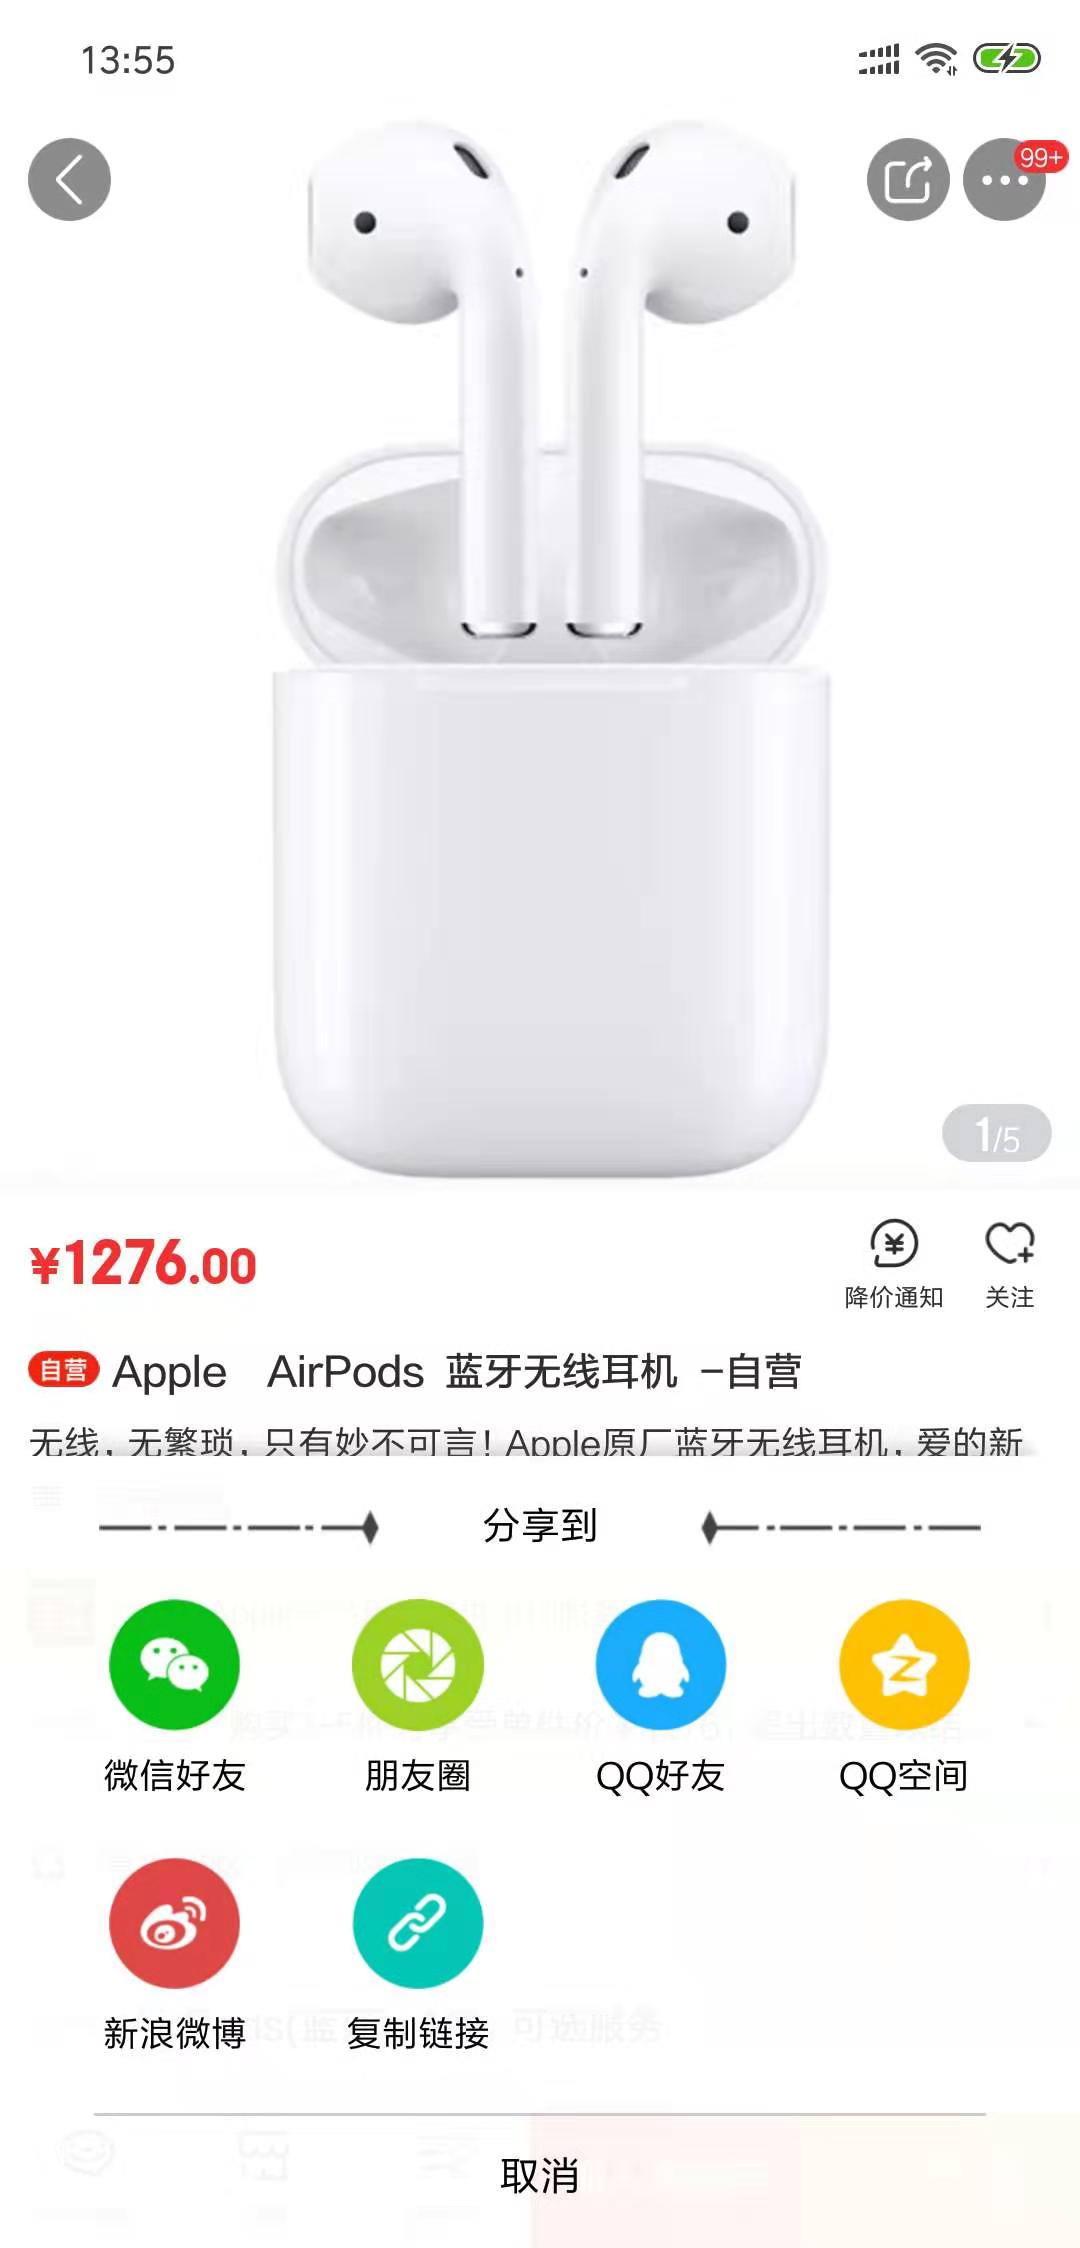 13:55
99+
1/5
¥1276.00
降价通知
关注
自营 Apple AirPods 蓝牙无线耳机 -自营
无线，无繁琐，只有妙不可言！Apple原厂蓝牙无线耳机，爱的新
分享到
微信好友
朋友圈
QQ好友
QQ空间
新浪微博
复制链接
可选服务
取消